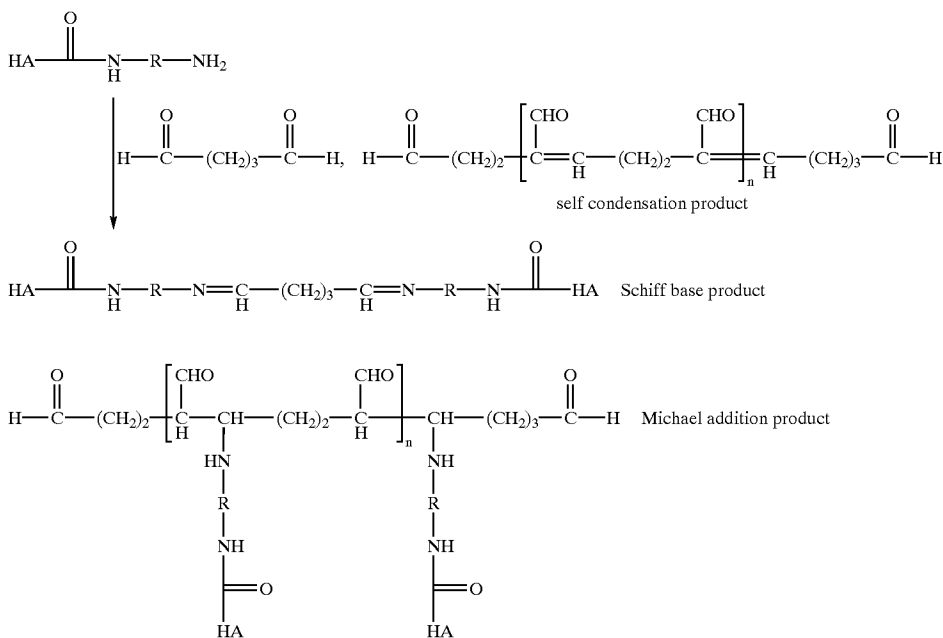 O
HA C N R NH2
H
O O O CHO CHO O
H C (CH2)3 C H, H C (CH2)2 C C (CH2)2 C C (CH2)3 C H
H H
n
self condensation product
O O
HA C N R N C (CH2)3 C N R N C HA Schiff base product
H H H H
O CHO CHO O
H C (CH2)2 C CH (CH2)2 C CH (CH2)3 C H Michael addition product
H H
n
HN NH
R R
NH NH
C O C O
HA HA